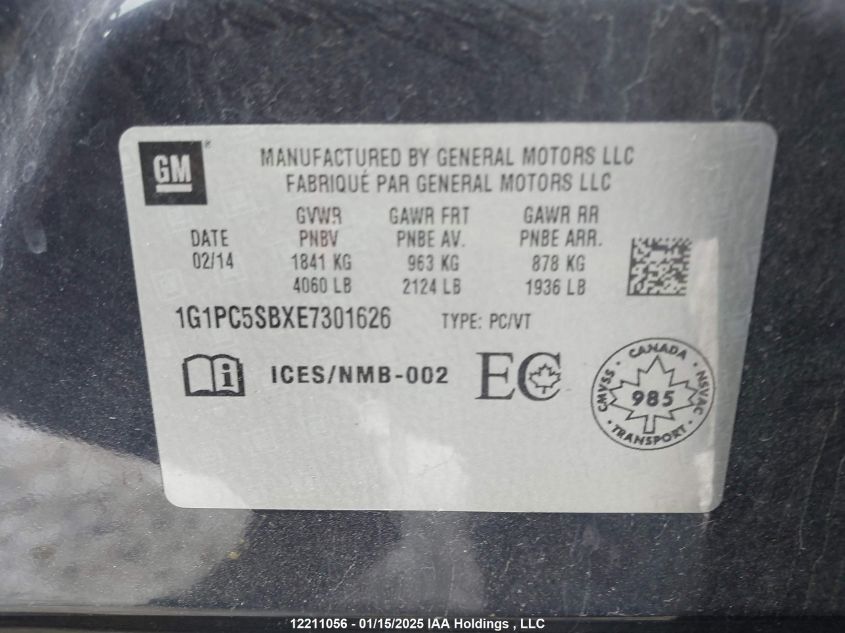 GM
MANUFACTURED BY GENERAL MOTORS LLC
FABRIQUÉ PAR GENERAL MOTORS LLC
GVWR GAWR FRT GAWR RR
DATE PNBV PNBE AV. PNBE ARR.
02/14 1841 KG 963 KG 878 KG
4060 LB 2124 LB 1936 LB
1G1PC5SBXE7301626 TYPE: PC/VT
i ICES/NMB-002 EC
CANADA
CMVSS 985 NSVAC
TRANSPORT
12211056 - 01/15/2025 IAA Holdings , LLC